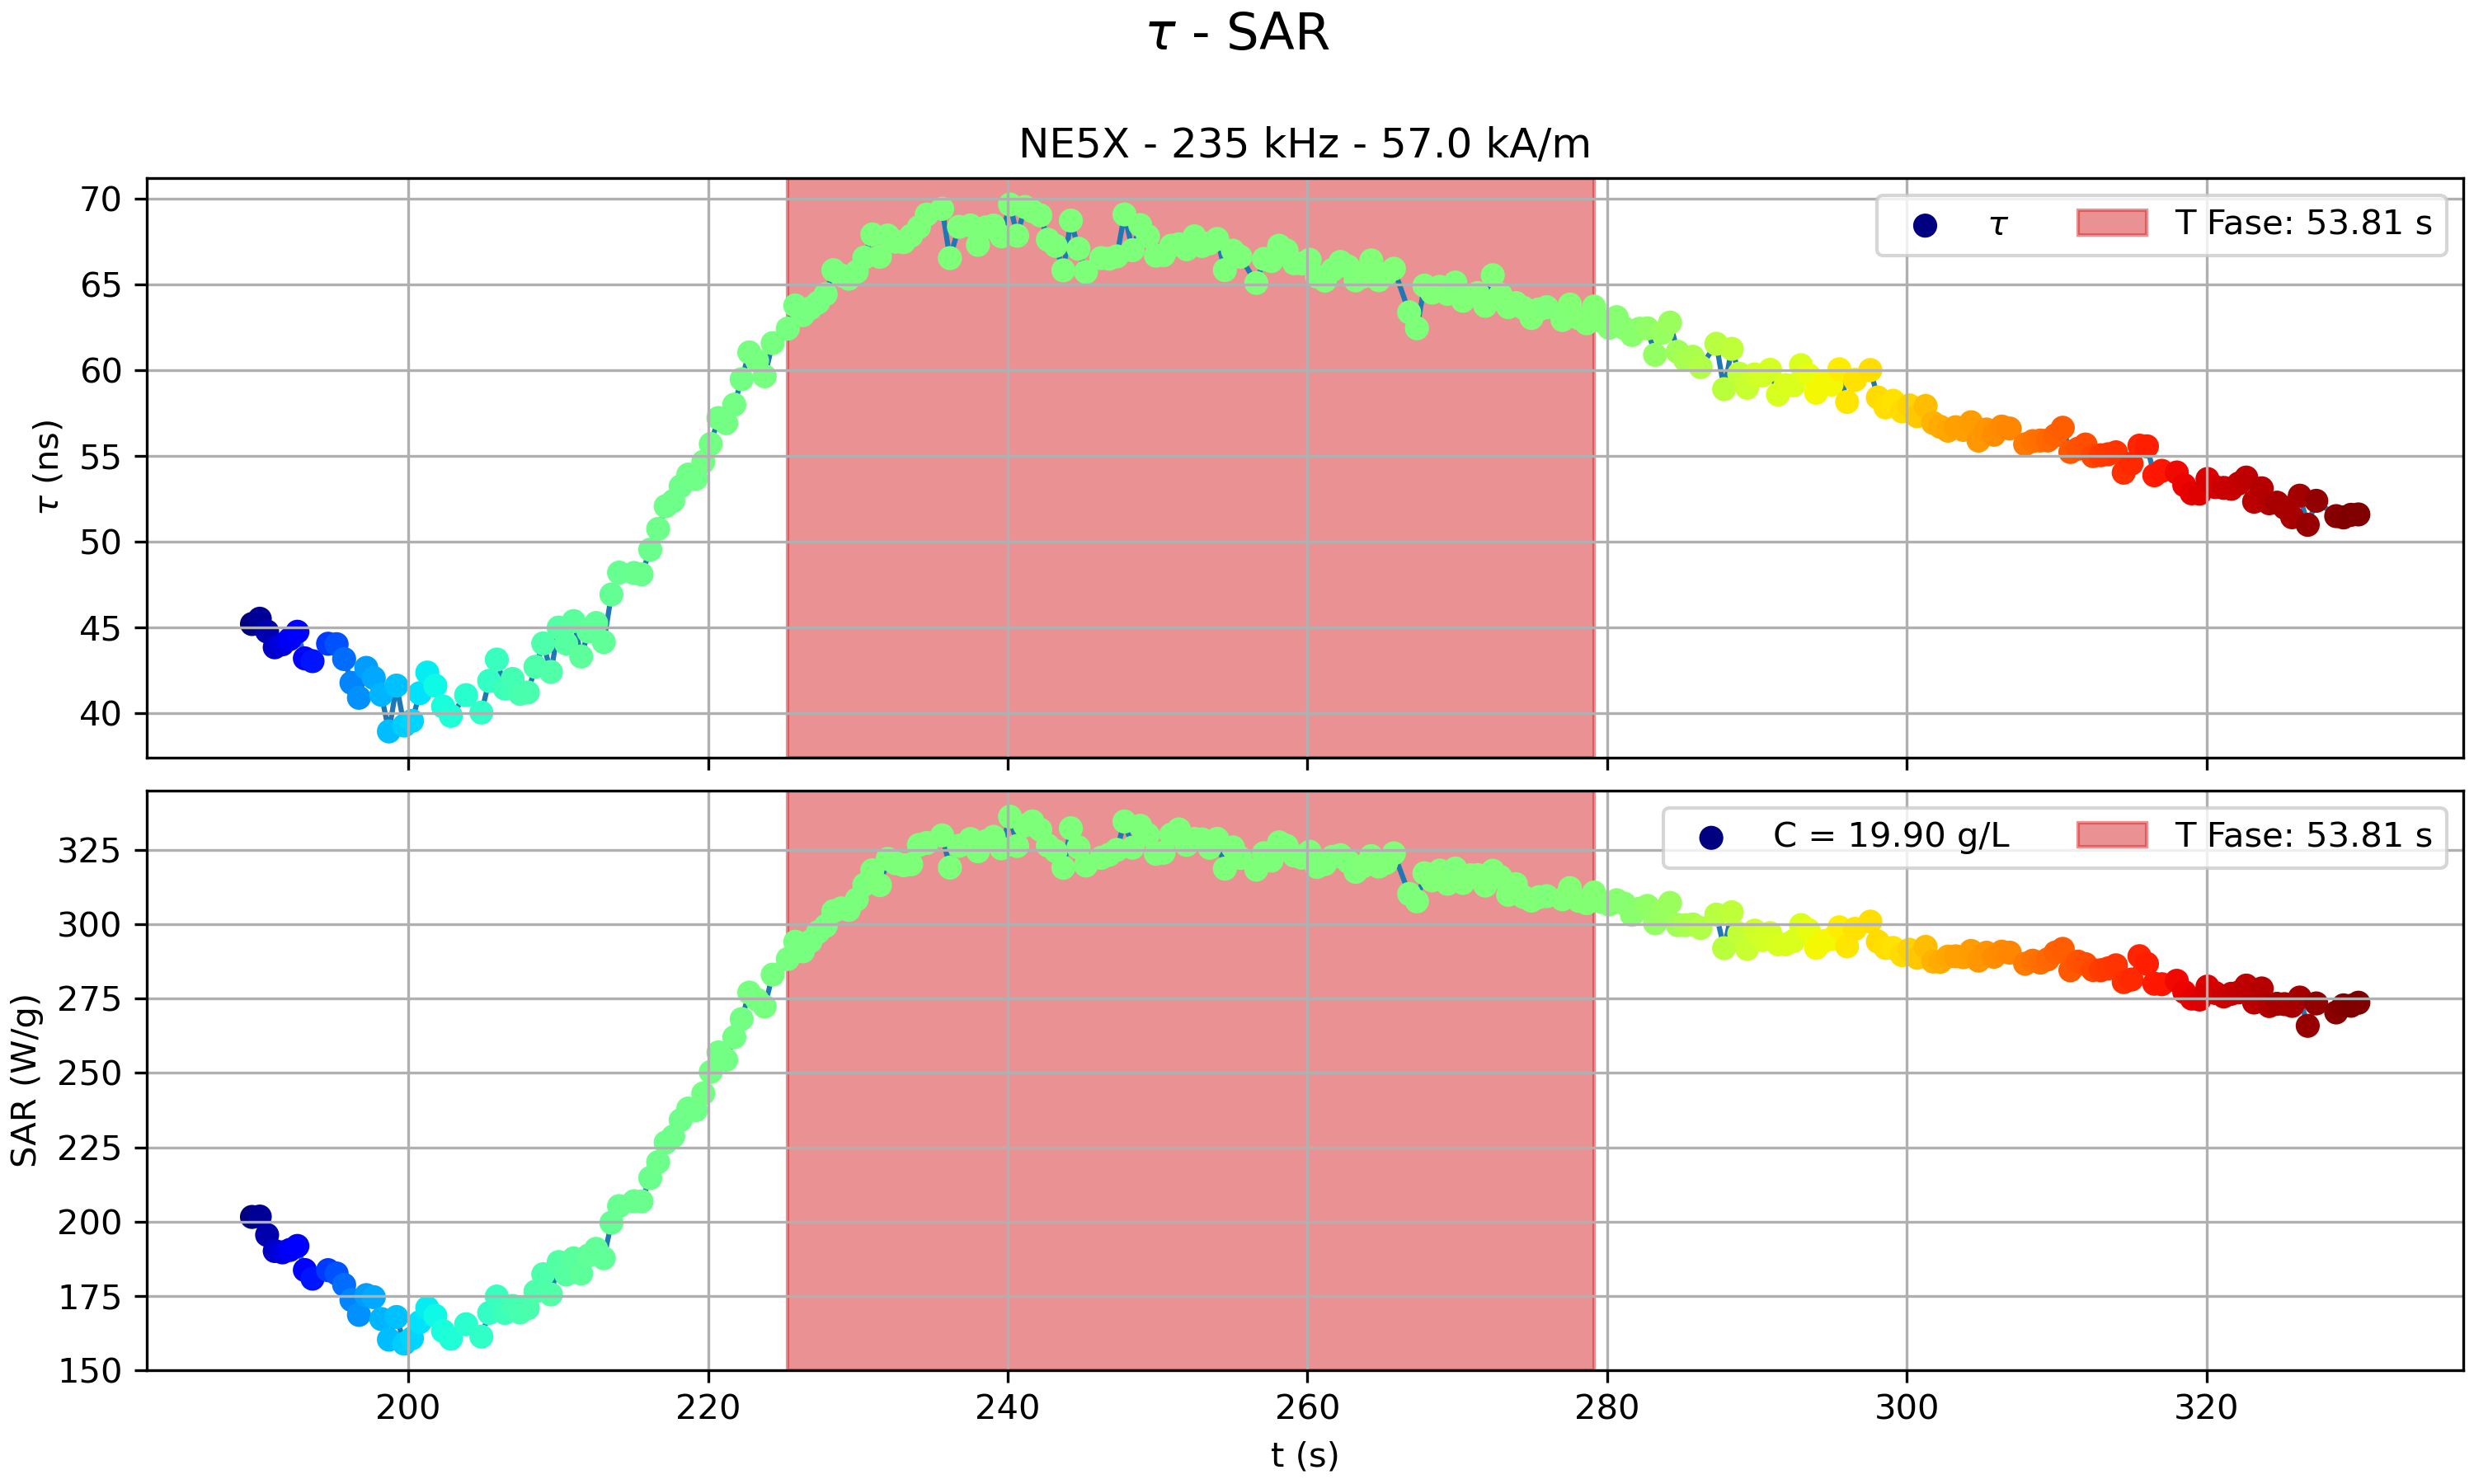 τ - SAR
NE5X - 235 kHz - 57.0 kA/m
τ (ns)
70
65
60
55
50
45
40
τ
T Fase: 53.81 s
SAR (W/g)
325
300
275
250
225
200
175
150
C = 19.90 g/L
T Fase: 53.81 s
200 220 240 260 280 300 320
t (s)